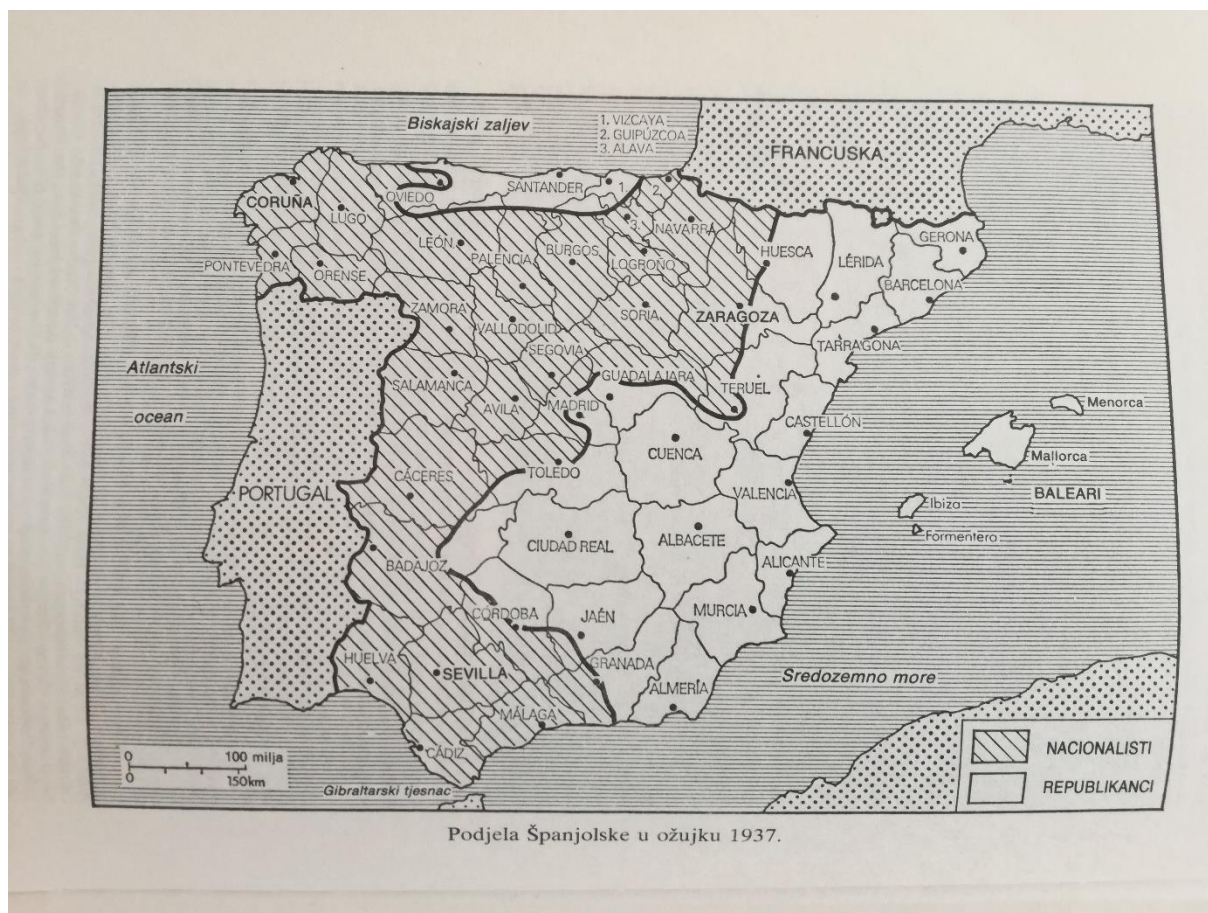 Biskajski zaljev
1. VIZCAYA
2. GUIPÚZCOA
3. ALAVA
FRANCUSKA
CORUÑA
LUGO
OVIEDO
SANTANDER
1.
2.
3.
NAVARRA
PONTEVEDRA
ORENSE
LEÓN
PALENCIA
BURGOS
LOGROÑO
HUESCA
LÉRIDA
GERONA
BARCELONA
ZAMORA
VALLODOLID
SORIA
ZARAGOZA
TARRAGONA
Atlantski
ocean
SALAMANCA
SEGOVIA
AVILA
MADRID
GUADALAJARA
TERUEL
CASTELLÓN
Menorca
Mallorca
BALEARI
Ibizo
Formentero
PORTUGAL
CÁCERES
TOLEDO
CUENCA
VALENCIA
BADAJOZ
CIUDAD REAL
ALBACETE
ALICANTE
CÓRDOBA
JAÉN
MURCIA
HUELVA
SEVILLA
GRANADA
ALMERÍA
MÁLAGA
CÁDIZ
Sredozemno more
0 100 milja
0 150km
Gibraltarski tjesnac
NACIONALISTI
REPUBLIKANCI
Podjela Španjolske u ožujku 1937.